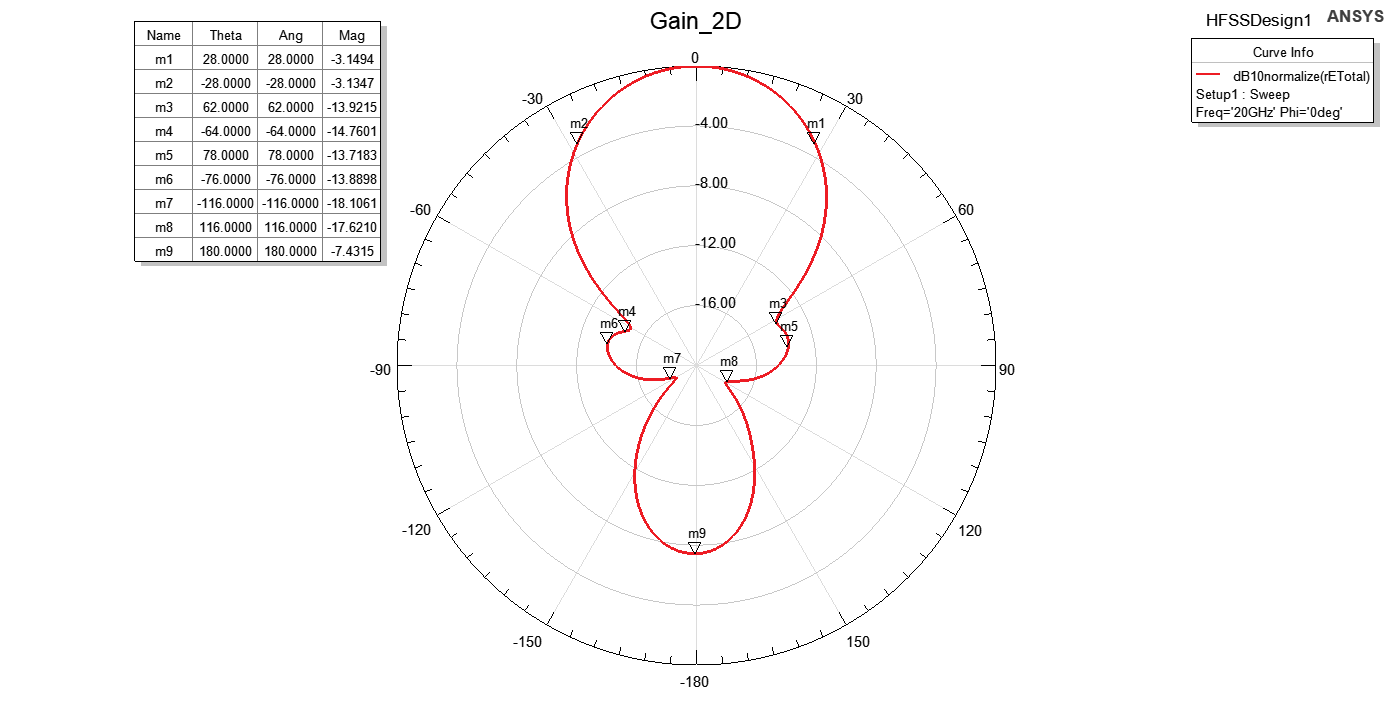 Gain_2D
HFSSDesign1
ANSYS
Name Theta Ang Mag
m1 28.0000 28.0000 -3.1494
m2 -28.0000 -28.0000 -3.1347
m3 62.0000 62.0000 -13.9215
m4 -64.0000 -64.0000 -14.7601
m5 78.0000 78.0000 -13.7183
m6 -76.0000 -76.0000 -13.8898
m7 -116.0000 -116.0000 -18.1061
m8 116.0000 116.0000 -17.6210
m9 180.0000 180.0000 -7.4315
Curve Info
dB10normalize(rETotal)
Setup1 : Sweep
Freq='20GHz' Phi='0deg'
0
-30
30
m2
-4.00
m1
-8.00
-60
60
-12.00
-16.00
m4
m3
m6
m5
m7
m8
-90
90
-120
m9
120
-150
150
-180